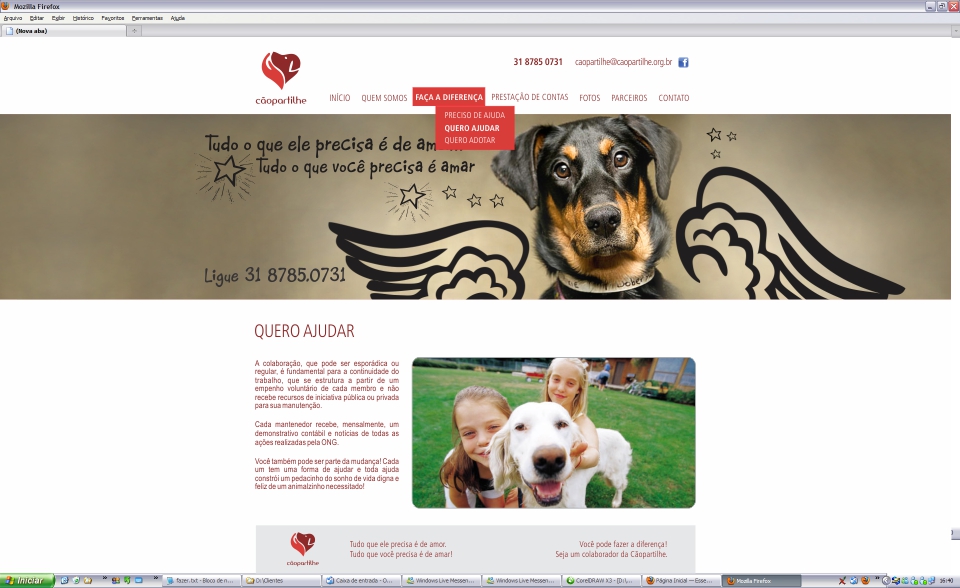 Mozilla Firefox
Arquivo Editar Exibir Histórico Favoritos Ferramentas Ajuda
(Nova aba)
31 8785 0731 caopartilhe@caopartilhe.org.br
cãopartilhe
INÍCIO QUEM SOMOS FAÇA A DIFERENÇA PRESTAÇÃO DE CONTAS FOTOS PARCEIROS CONTATO
PRECISO DE AJUDA
QUERO AJUDAR
QUERO ADOTAR
Tudo o que ele precisa é de am
Tudo o que você precisa é amar
Ligue 31 8785.0731
QUERO AJUDAR
A colaboração, que pode ser esporádica ou
regular, é fundamental para a continuidade do
trabalho, que se estrutura a partir de um
empenho voluntário de cada membro e não
recebe recursos de iniciativa pública ou privada
para sua manutenção.
Cada mantenedor recebe, mensalmente, um
demonstrativo contábil e notícias de todas as
ações realizadas pela ONG.
Você também pode ser parte da mudança! Cada
um tem uma forma de ajudar e toda ajuda
constrói um pedacinho do sonho de vida digna e
feliz de um animalzinho necessitado!
cãopartilhe
Tudo que ele precisa é de amor.
Tudo que você precisa é de amar!
Você pode fazer a diferença!
Seja um colaborador da Cãopartilhe.
Iniciar fazer.txt - Bloco de n... D:\Clientes Caixa de entrada - O... Windows Live Messen... Windows Live Messen... CorelDRAW X3 - [D:\... Página Inicial — Esse... Mozilla Firefox 16:40